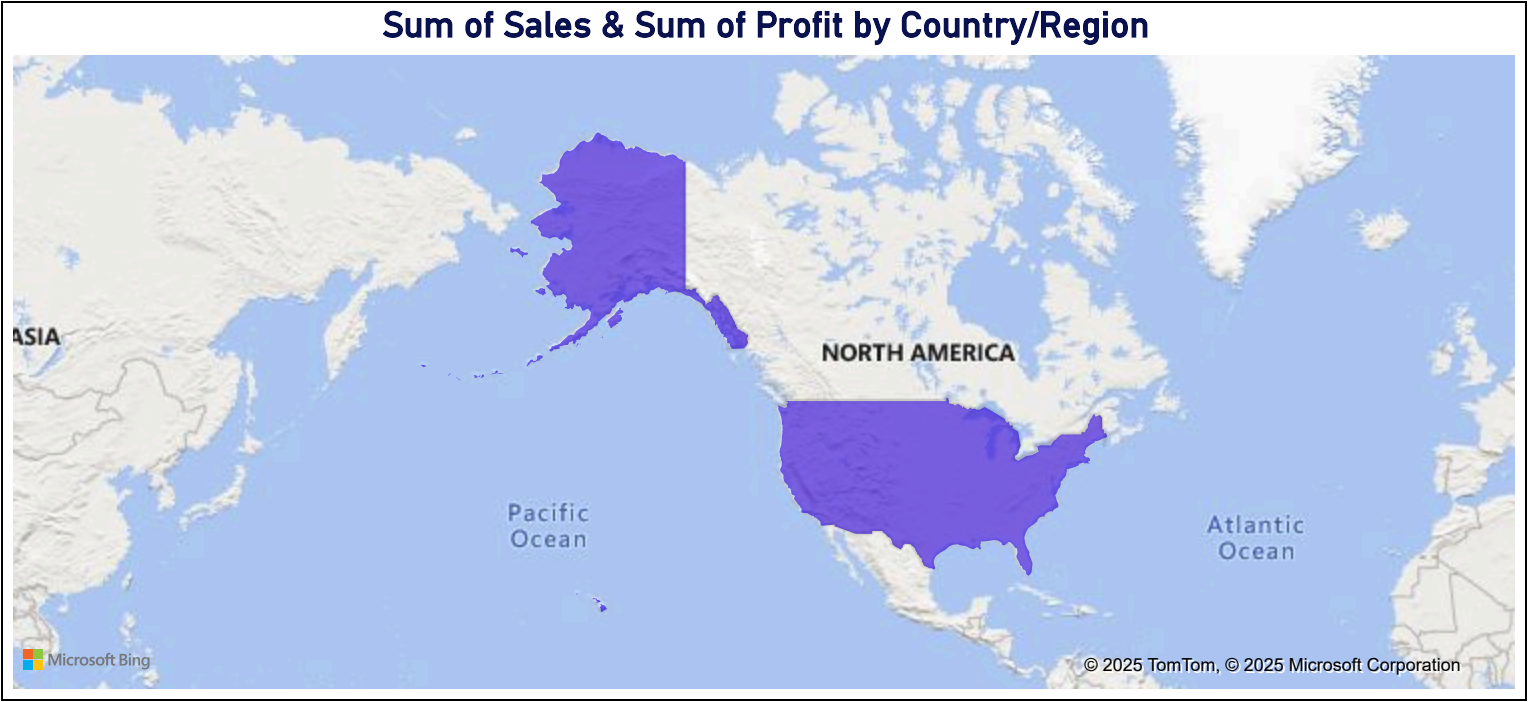 Sum of Sales & Sum of Profit by Country/Region
ASIA
NORTH AMERICA
Pacific
Ocean
Atlantic
Ocean
Microsoft Bing
© 2025 TomTom, © 2025 Microsoft Corporation